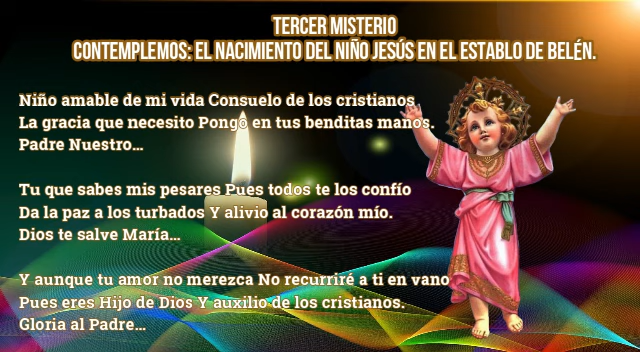 TERCER MISTERIO
CONTEMPLEMOS: EL NACIMIENTO DEL NIÑO JESÚS EN EL ESTABLO DE BELÉN.
Niño amable de mi vida Consuelo de los cristianos,
La gracia que necesito Pongo en tus benditas manos.
Padre Nuestro...
Tu que sabes mis pesares Pues todos te los confío
Da la paz a los turbados Y alivio al corazón mío.
Dios te salve María...
Y aunque tu amor no merezca No recurriré a ti en vano,
Pues eres Hijo de Dios Y auxilio de los cristianos.
Gloria al Padre...